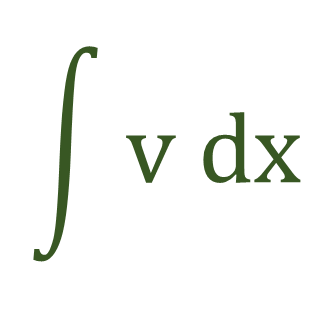 ∫ v dx